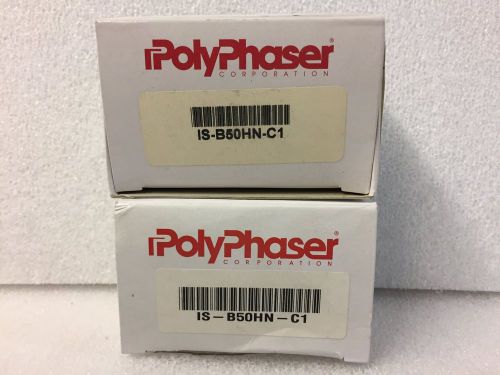 PolyPhaser®
CORPORATION
IS-B50HN-C1
PolyPhaser®
CORPORATION
IS-B50HN-C1